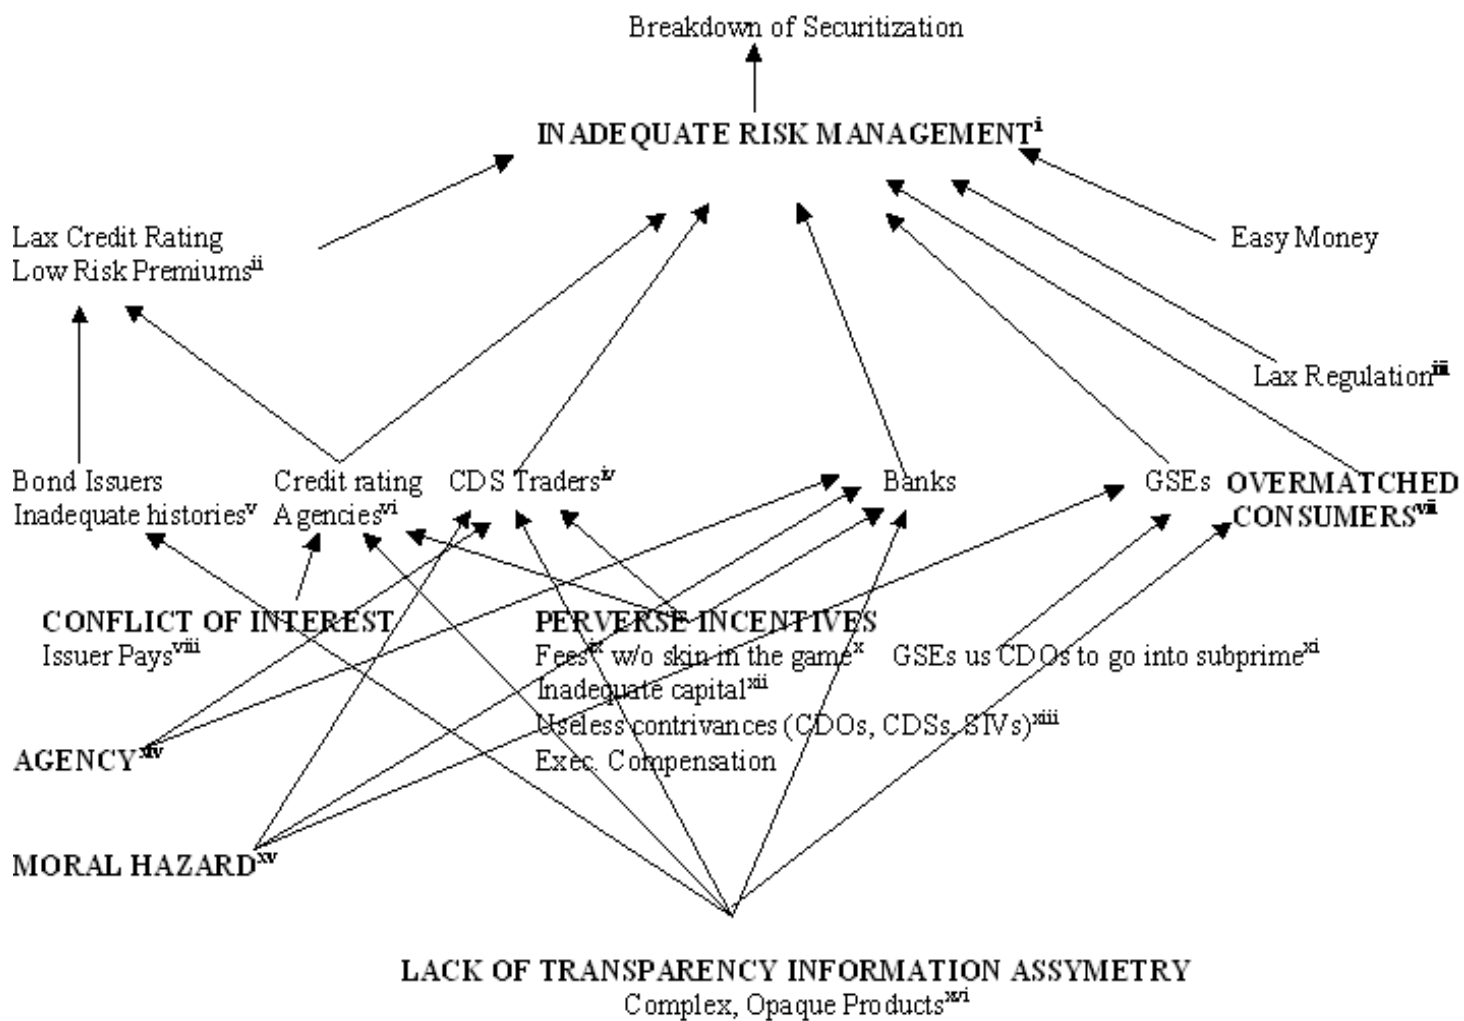 Breakdown of Securitization
INADEQUATE RISK MANAGEMENTⁱ
Lax Credit Rating
Low Risk Premiumsⁱⁱ
Easy Money
Lax Regulationⁱⁱⁱ
Bond Issuers
Inadequate historiesᵛ
Credit rating
Agenciesᵛⁱ
CDS Tradersⁱᵛ
Banks
GSEs
OVERMATCHED
CONSUMERSᵛⁱⁱ
CONFLICT OF INTEREST
Issuer Paysᵛⁱⁱⁱ
PERVERSE INCENTIVES
Feesⁱˣ w/o skin in the gameˣ
GSEs us CDOs to go into subprimeˣⁱ
Inadequate capitalˣⁱⁱ
Useless contrivances (CDOs, CDSs, SIVs)ˣⁱⁱⁱ
Exec. Compensation
AGENCYˣⁱᵛ
MORAL HAZARDˣᵛ
LACK OF TRANSPARENCY INFORMATION ASSYMETRY
Complex, Opaque Productsˣᵛⁱ